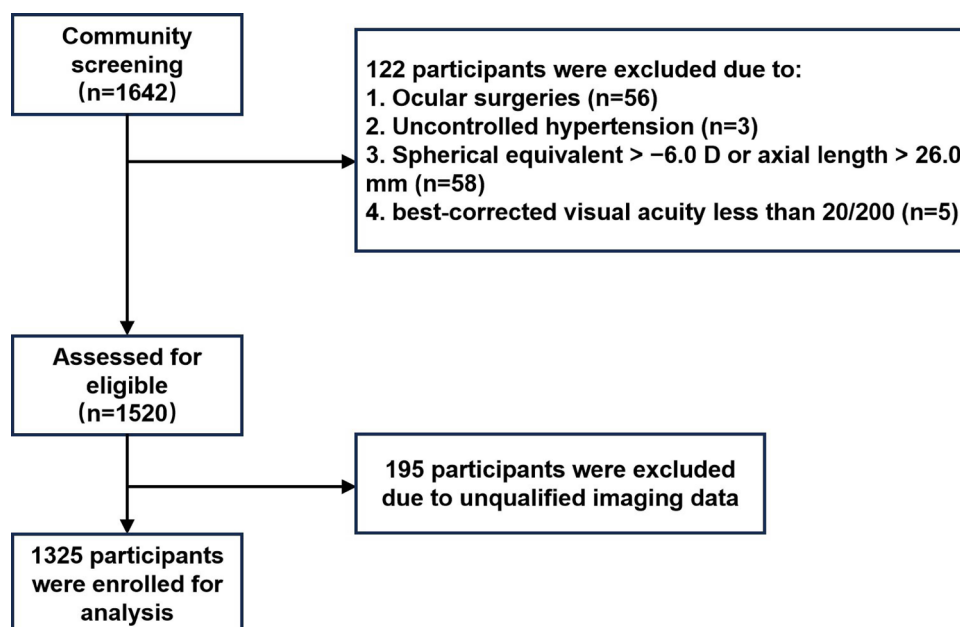 Community
screening
(n=1642)
122 participants were excluded due to:
1. Ocular surgeries (n=56)
2. Uncontrolled hypertension (n=3)
3. Spherical equivalent > −6.0 D or axial length > 26.0
mm (n=58)
4. best-corrected visual acuity less than 20/200 (n=5)
Assessed for
eligible
(n=1520)
195 participants were excluded
due to unqualified imaging data
1325 participants
were enrolled for
analysis